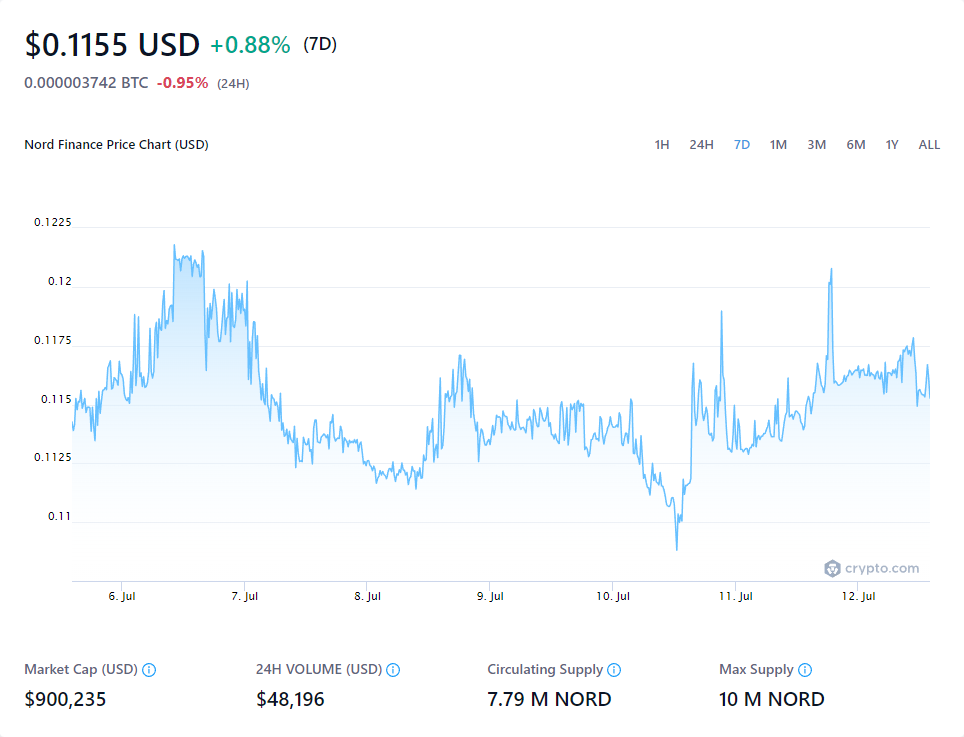 $0.1155 USD +0.88% (7D)
0.000003742 BTC -0.95% (24H)
Nord Finance Price Chart (USD) 1H 24H 7D 1M 3M 6M 1Y ALL
0.1225
0.12
0.1175
0.115
0.1125
0.11
crypto.com
6. Jul 7. Jul 8. Jul 9. Jul 10. Jul 11. Jul 12. Jul
Market Cap (USD) 24H VOLUME (USD) Circulating Supply Max Supply
$900,235 $48,196 7.79 M NORD 10 M NORD